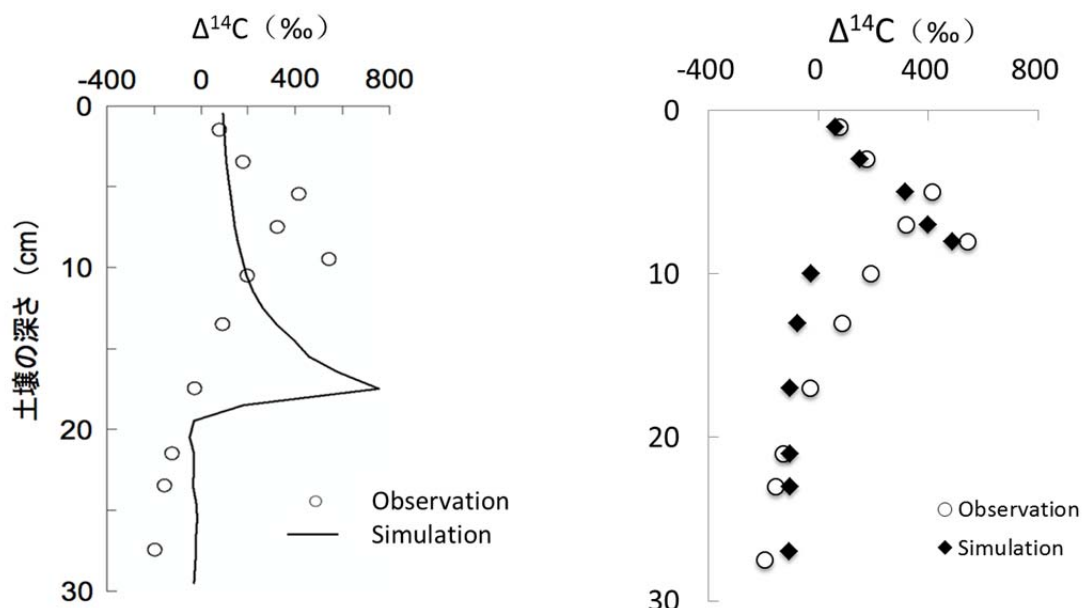 Δ¹⁴C（‰）
-400 0 400 800
0
10
20
30
土壌の深さ（cm）
Observation
Simulation
Δ¹⁴C（‰）
-400 0 400 800
0
10
20
30
Observation
Simulation